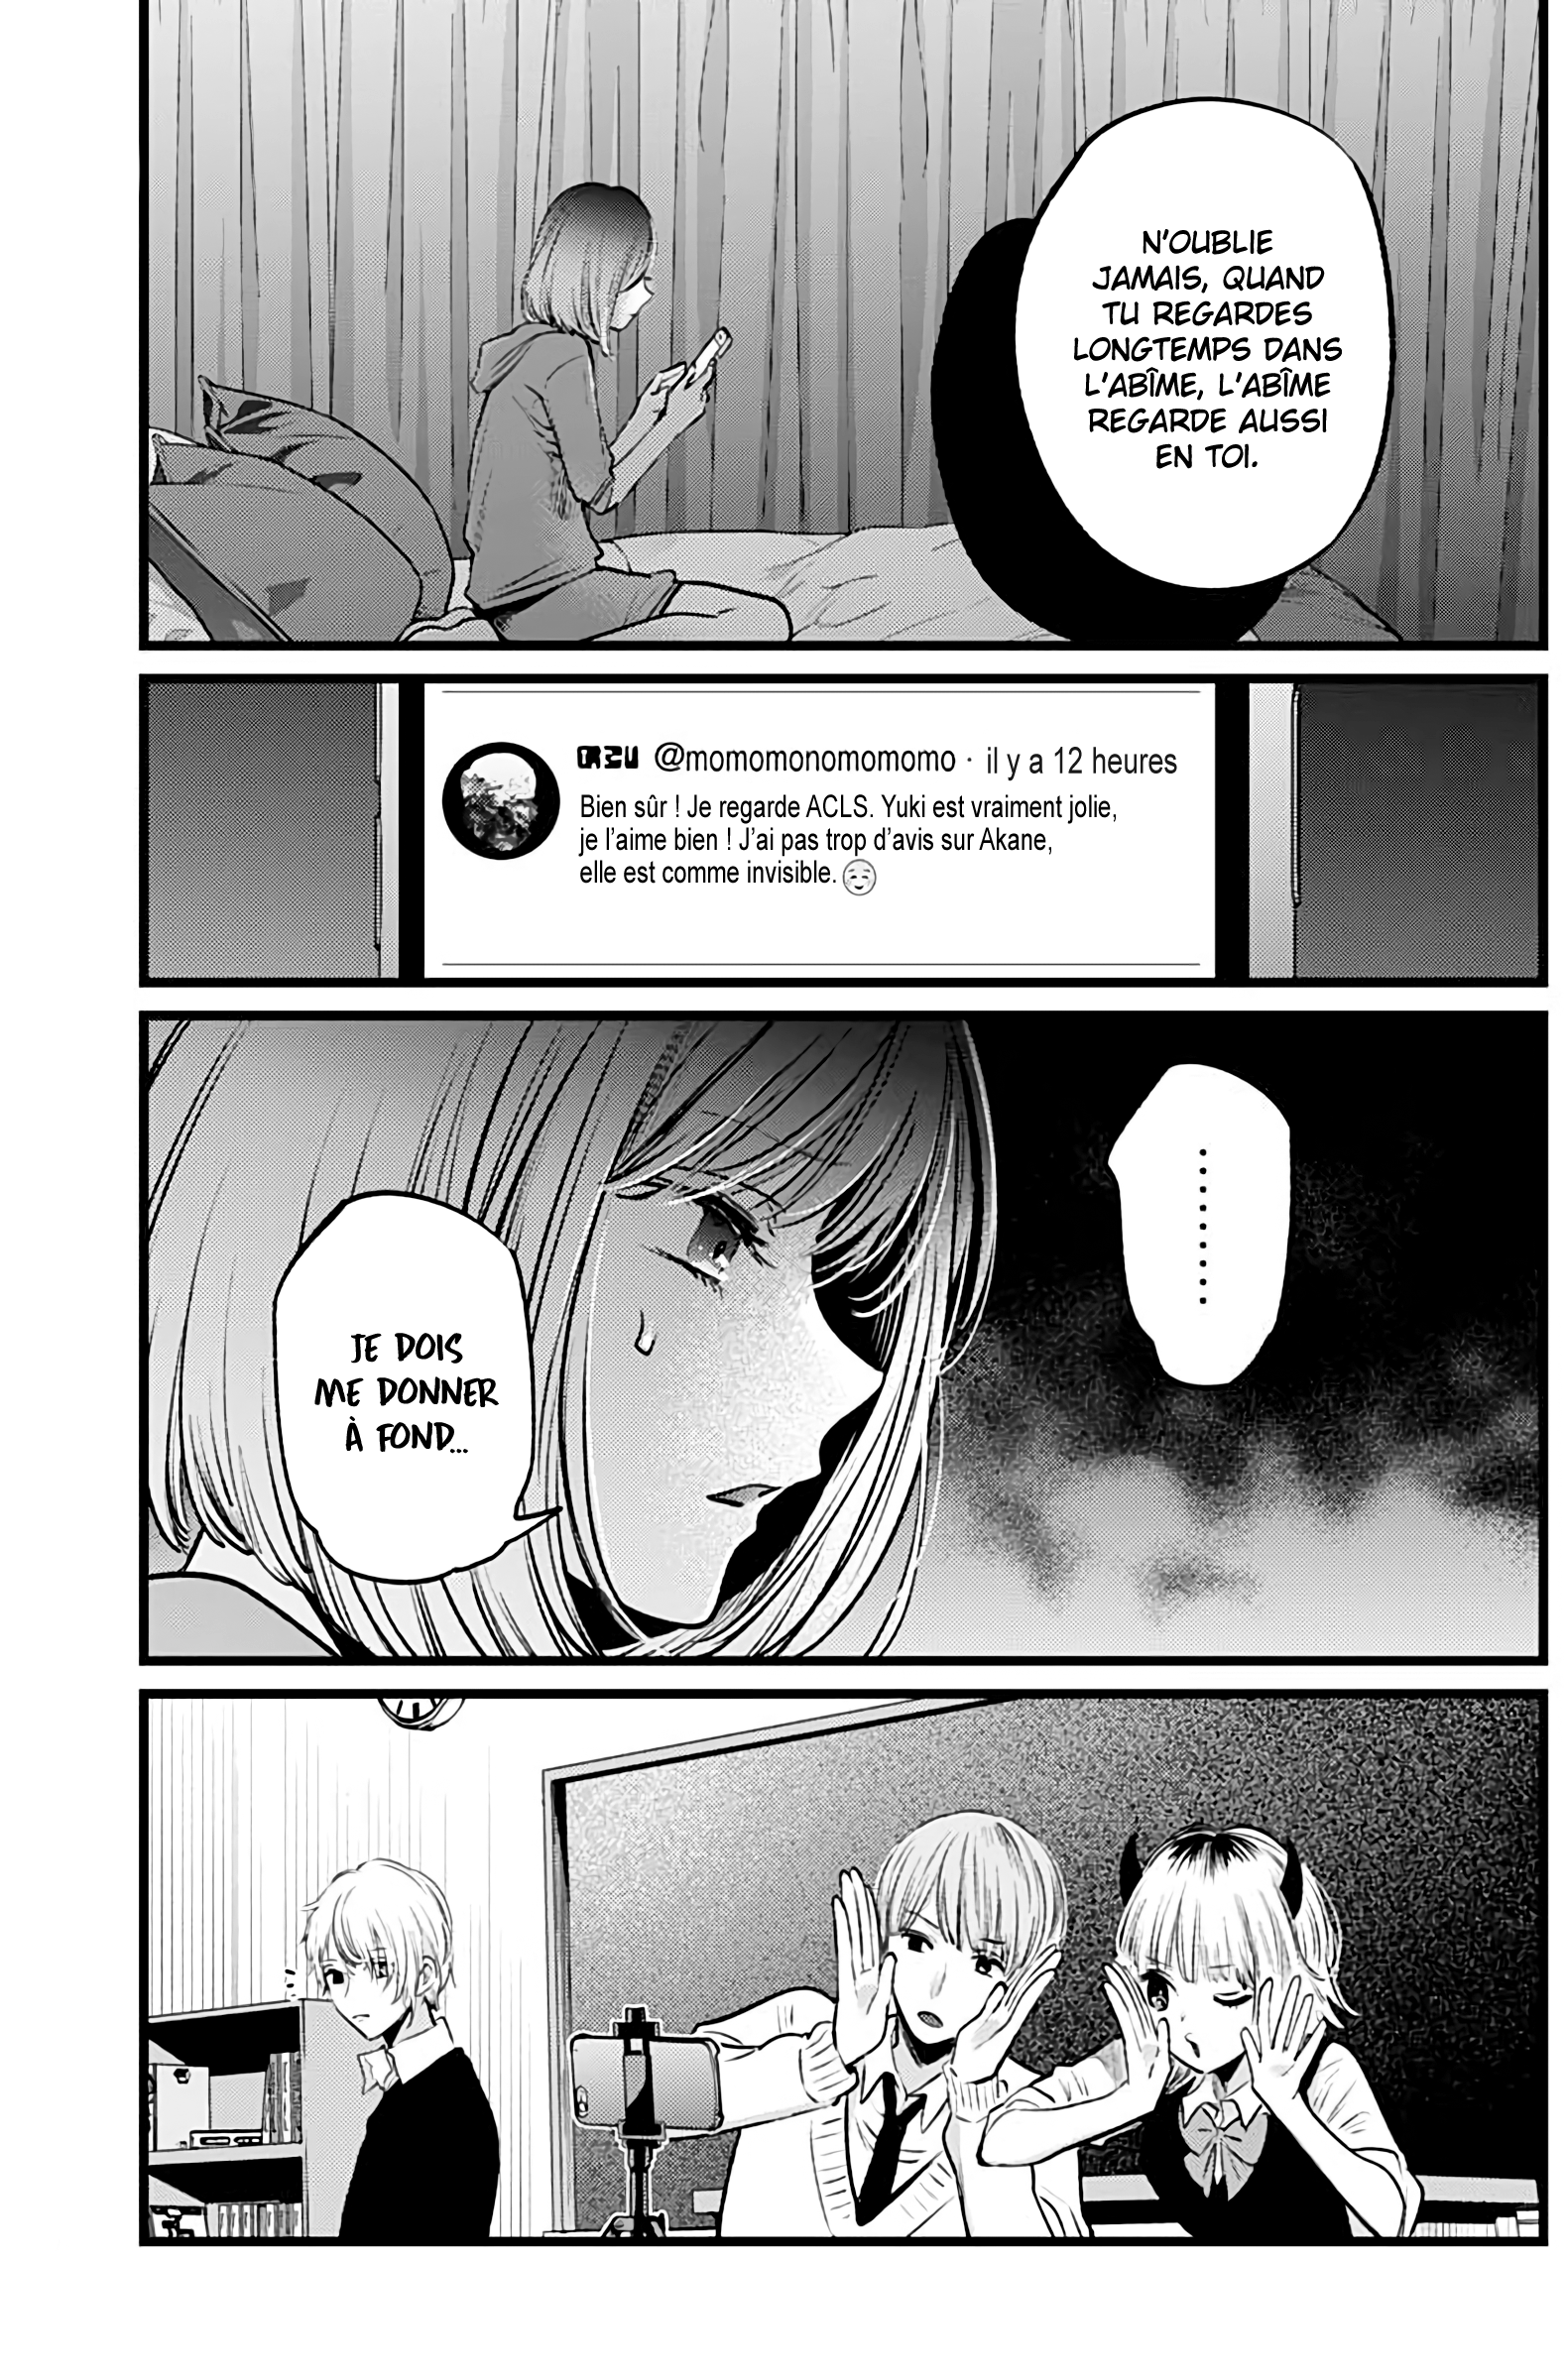 N'OUBLIE
JAMAIS, QUAND
TU REGARDES
LONGTEMPS DANS
L'ABÎME, L'ABÎME
REGARDE AUSSI
EN TOI.
@momomonomomomo · il y a 12 heures
Bien sûr ! Je regarde ACLS. Yuki est vraiment jolie,
je l'aime bien ! J'ai pas trop d'avis sur Akane,
elle est comme invisible.
.........
JE DOIS
ME DONNER
À FOND...